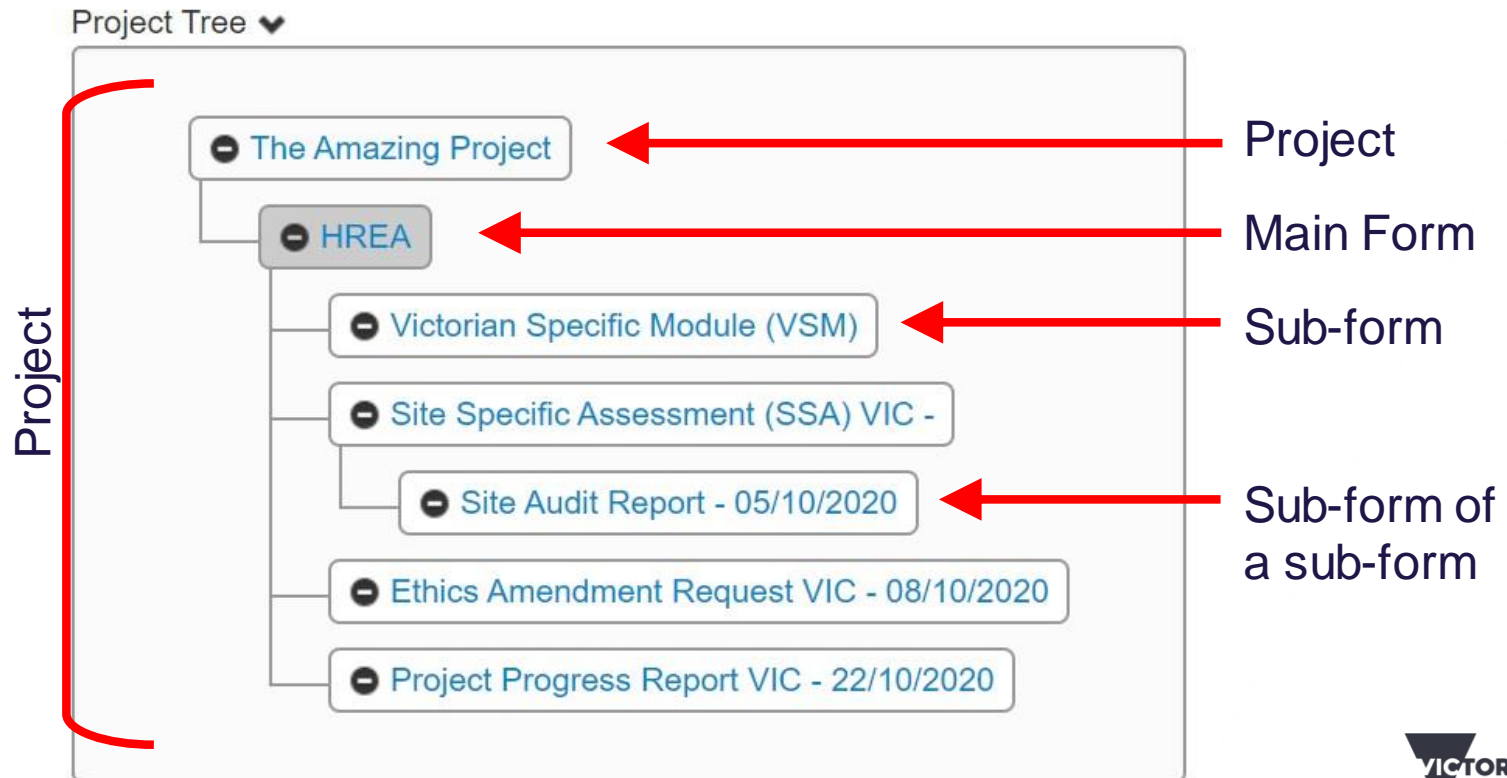 Project Tree
The Amazing Project
Project
HREA
Main Form
Victorian Specific Module (VSM)
Sub-form
Project
Site Specific Assessment (SSA) VIC -
Site Audit Report - 05/10/2020
Sub-form of
a sub-form
Ethics Amendment Request VIC - 08/10/2020
Project Progress Report VIC - 22/10/2020